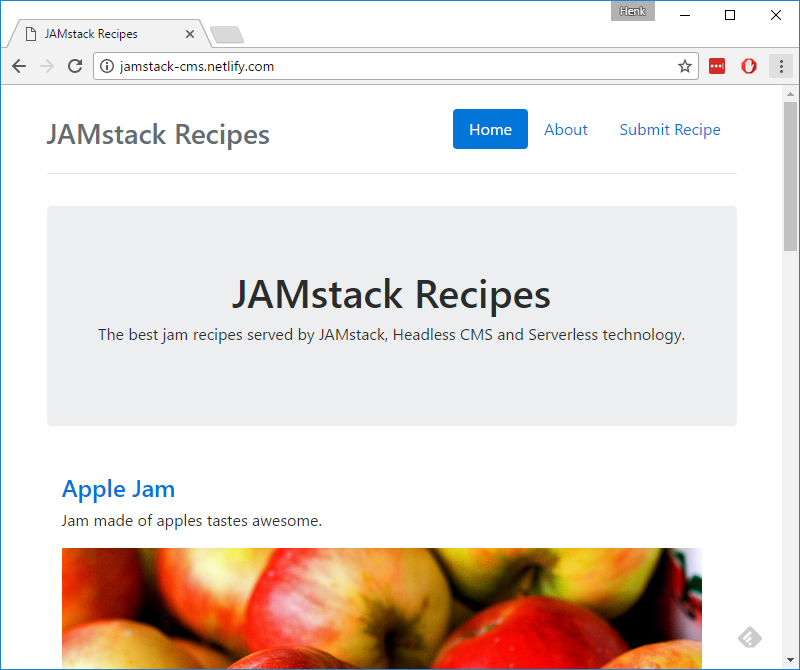 Henk
JAMstack Recipes
jamstack-cms.netlify.com
JAMstack Recipes
Home About Submit Recipe
JAMstack Recipes
The best jam recipes served by JAMstack, Headless CMS and Serverless technology.
Apple Jam
Jam made of apples tastes awesome.